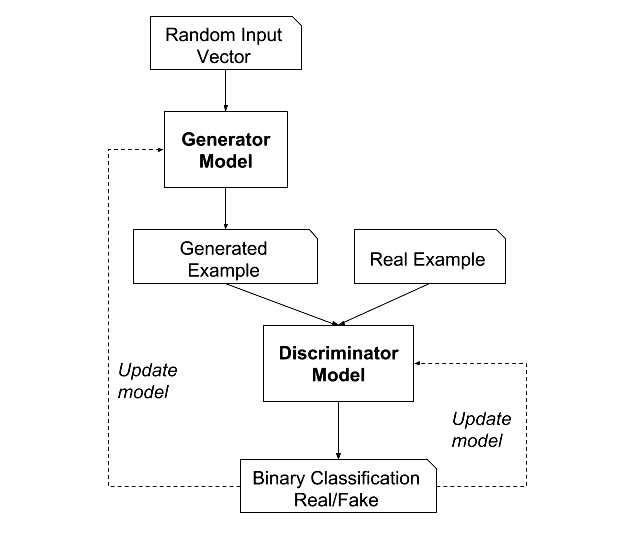 Random Input
Vector
Generator
Model
Generated
Example
Real Example
Discriminator
Model
Update
model
Update
model
Binary Classification
Real/Fake